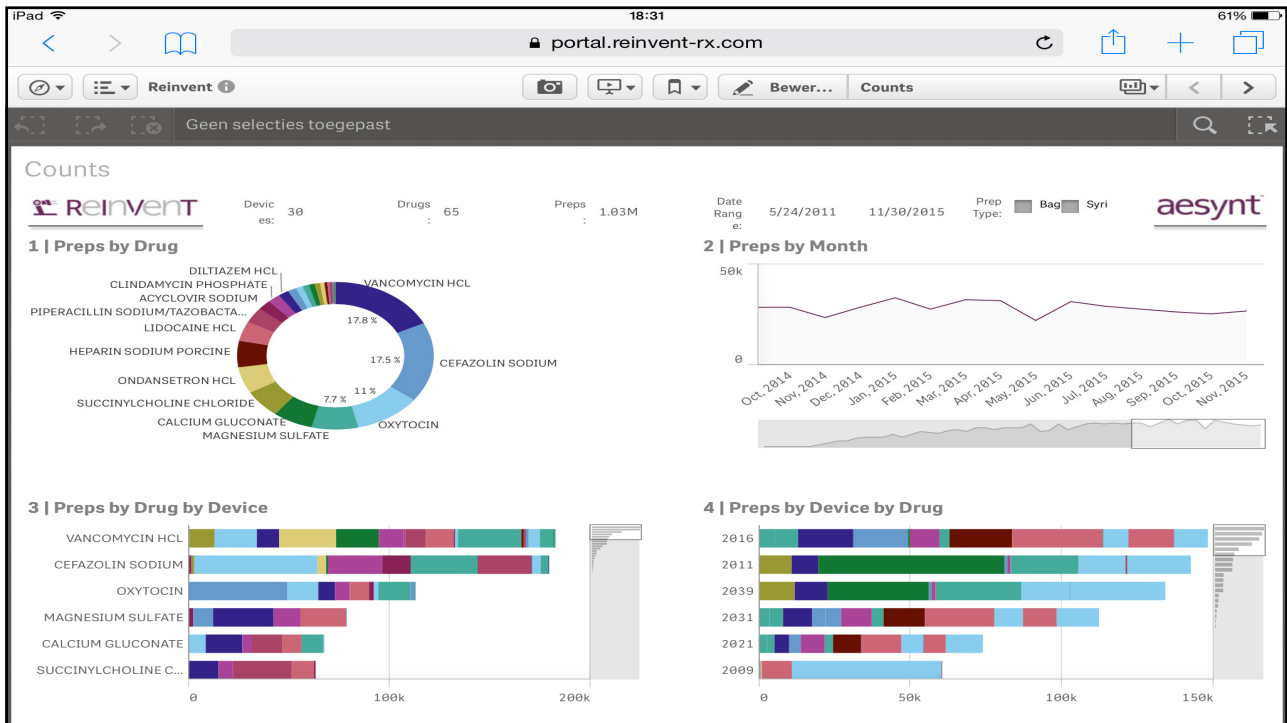 iPad 18:31 61%
portal.reinvent-rx.com
Reinvent Bewer... Counts
Geen selecties toegepast
Counts
ReInvenT
Devic
es:
30
Drugs
:
65
Preps
:
1.03M
Date
Rang
e:
5/24/2011 11/30/2015
Prep
Type:
Bag Syri
aesynt
1 | Preps by Drug
DILTIAZEM HCL
CLINDAMYCIN PHOSPHATE
ACYCLOVIR SODIUM
PIPERACILLIN SODIUM/TAZOBACTA...
LIDOCAINE HCL
HEPARIN SODIUM PORCINE
ONDANSETRON HCL
SUCCINYLCHOLINE CHLORIDE
CALCIUM GLUCONATE
MAGNESIUM SULFATE
VANCOMYCIN HCL
CEFAZOLIN SODIUM
OXYTOCIN
17.8 %
17.5 %
11 %
7.7 %
2 | Preps by Month
50k
0
Oct, 2014
Nov, 2014
Dec, 2014
Jan, 2015
Feb, 2015
Mar, 2015
Apr, 2015
May, 2015
Jun, 2015
Jul, 2015
Aug, 2015
Sep, 2015
Oct, 2015
Nov, 2015
3 | Preps by Drug by Device
VANCOMYCIN HCL
CEFAZOLIN SODIUM
OXYTOCIN
MAGNESIUM SULFATE
CALCIUM GLUCONATE
SUCCINYLCHOLINE C...
0 100k 200k
4 | Preps by Device by Drug
2016
2011
2039
2031
2021
2009
0 50k 100k 150k